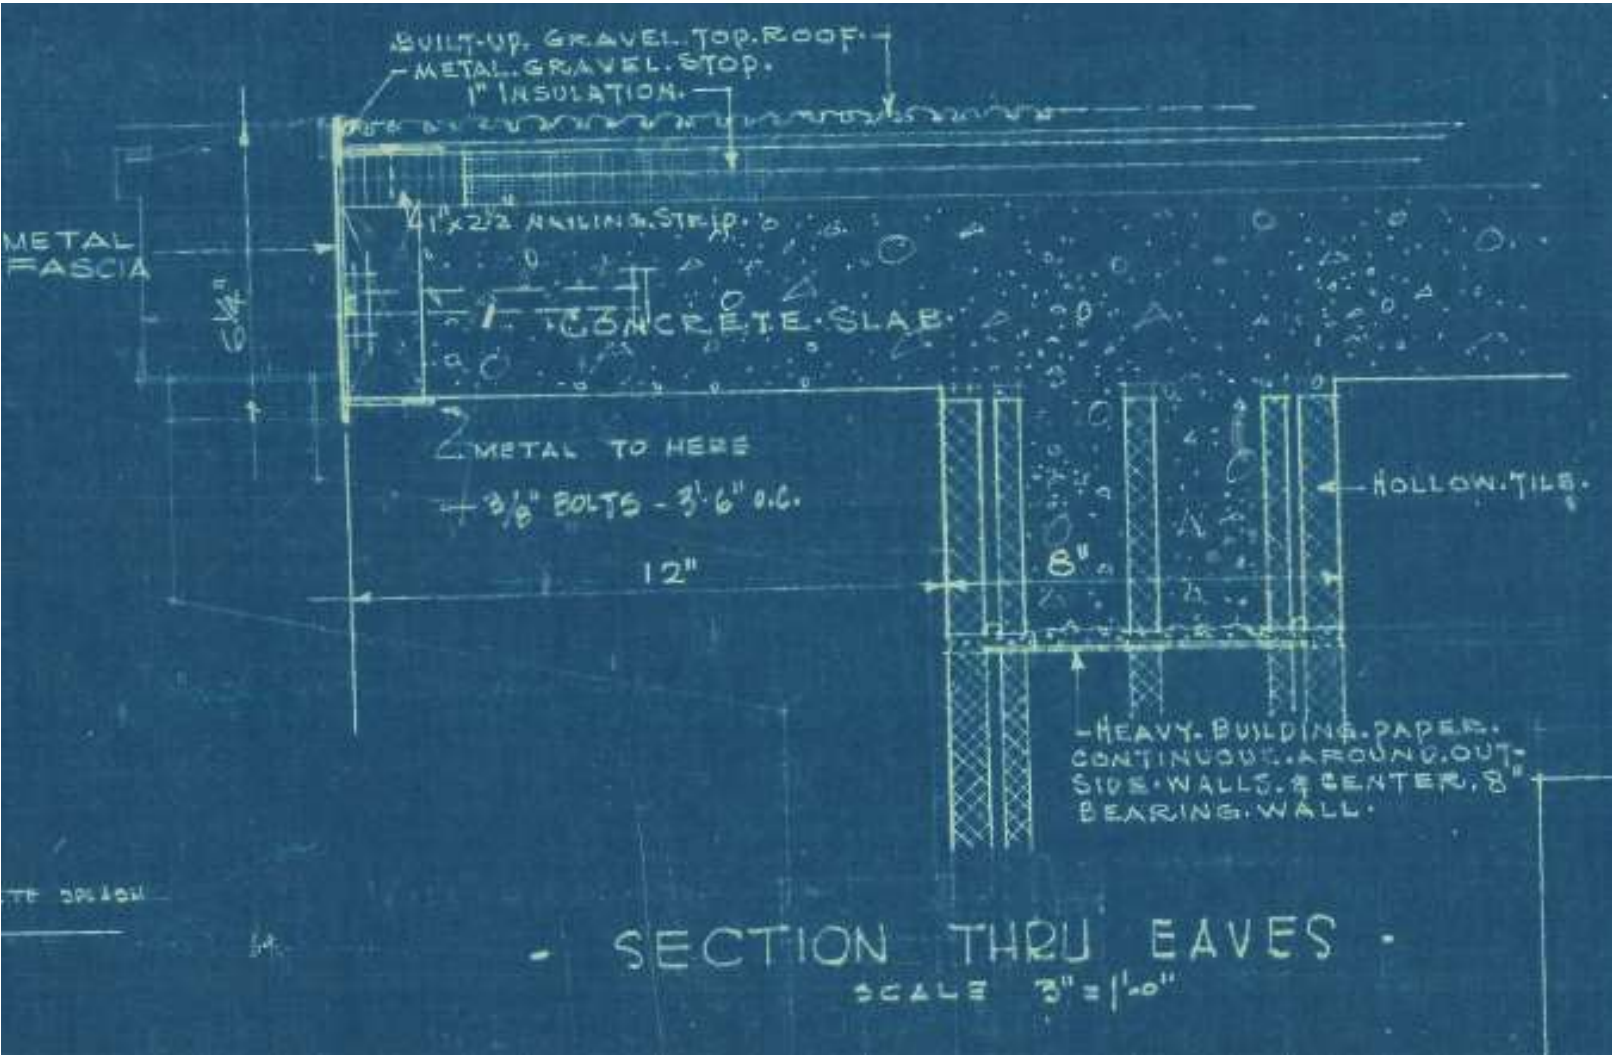 BUILT-UP. GRAVEL. TOP. ROOF.
METAL. GRAVEL. STOP.
1" INSULATION.
1" x 2½" NAILING. STRIP.
METAL
FASCIA
CONCRETE. SLAB.
METAL TO HERE
3/8" BOLTS - 3'-6" O.C.
HOLLOW. TILE.
12"
8"
-HEAVY. BUILDING. PAPER.
CONTINUOUS. AROUND. OUT-
SIDE. WALLS. & CENTER, 8"
BEARING. WALL.
SPLASH
- SECTION THRU EAVES -
SCALE 3" = 1'-0"